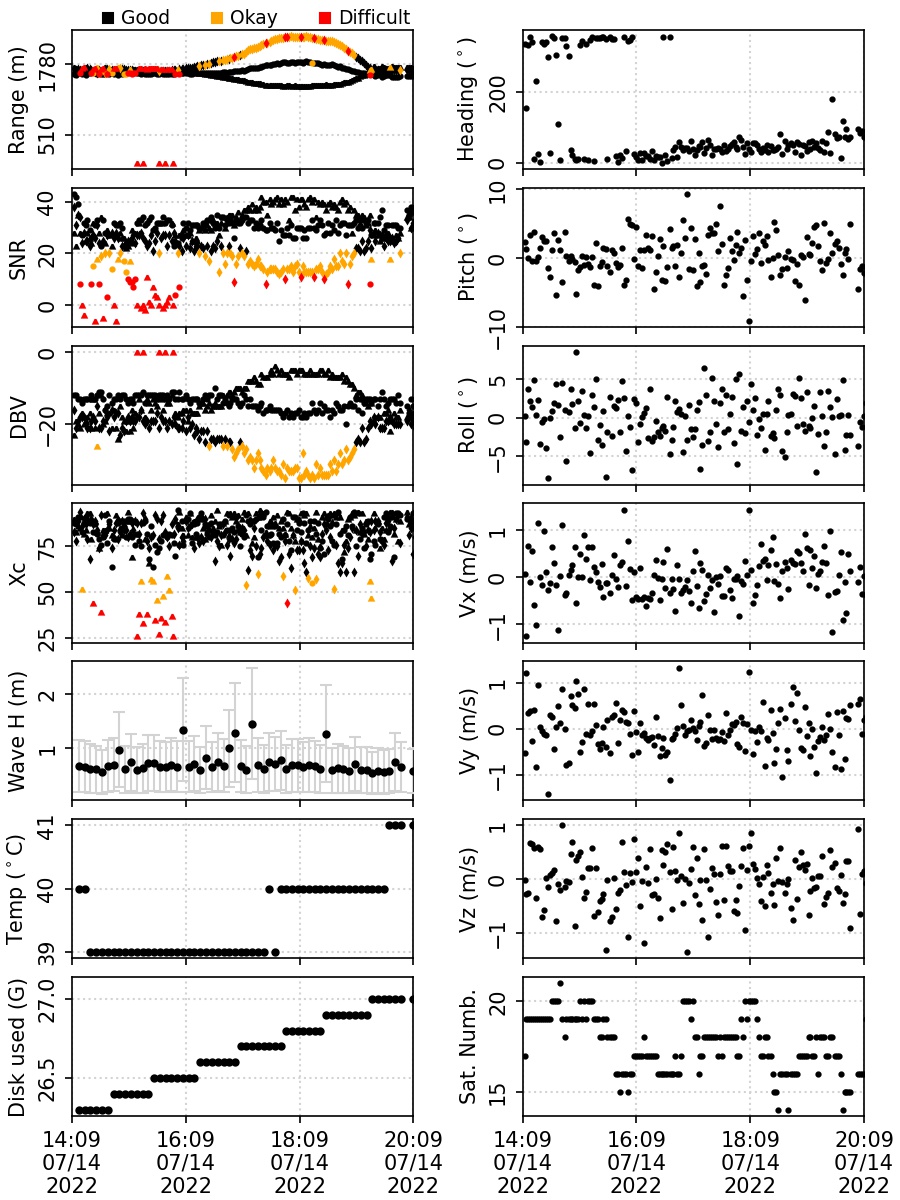 Good Okay Difficult
Range (m)
1780
510
Heading (°)
200
0
SNR
40
20
0
Pitch (°)
10
0
−10
DBV
0
−20
Roll (°)
5
0
−5
Xc
75
50
25
Vx (m/s)
1
0
−1
Wave H (m)
2
1
Vy (m/s)
1
0
−1
Temp (°C)
41
40
39
Vz (m/s)
1
0
−1
Disk used (G)
27.0
26.5
Sat. Numb.
20
15
14:09 16:09 18:09 20:09
07/14 07/14 07/14 07/14
2022 2022 2022 2022
14:09 16:09 18:09 20:09
07/14 07/14 07/14 07/14
2022 2022 2022 2022